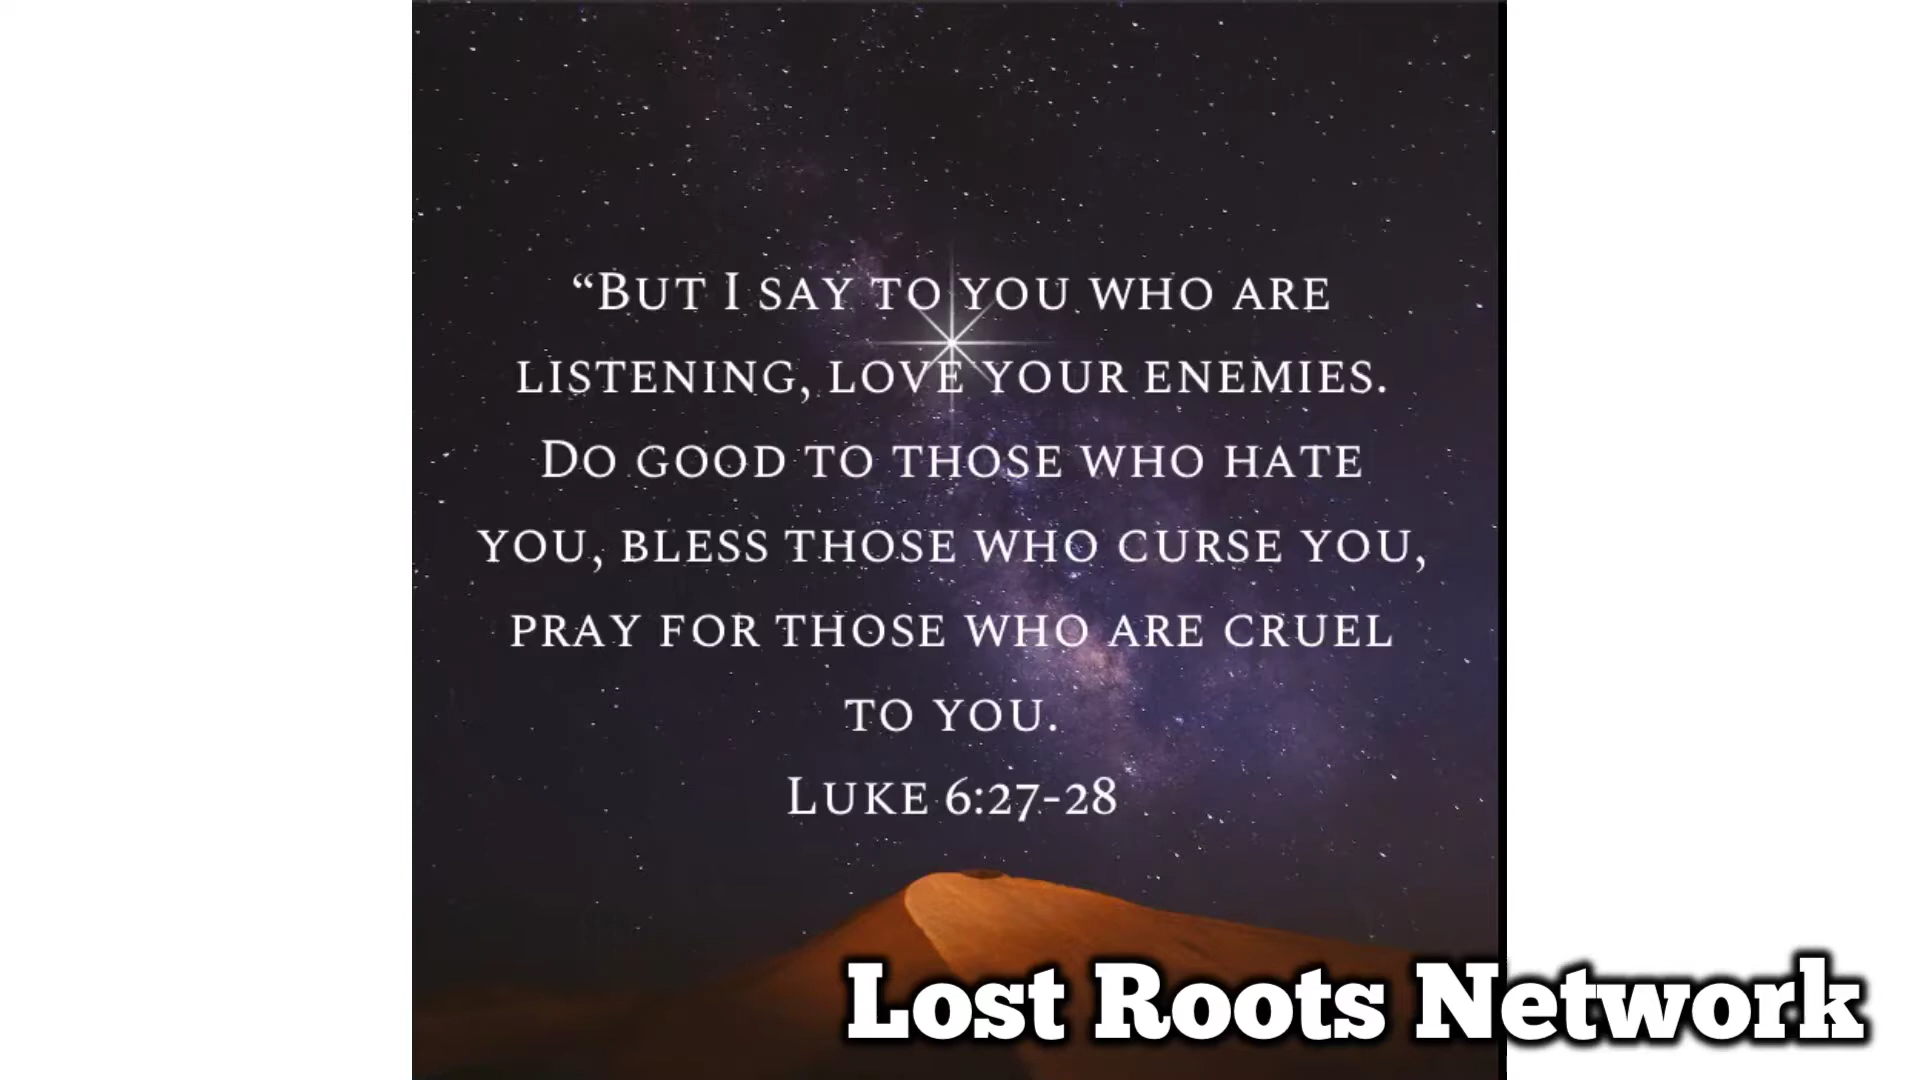 “But I say to you who are
listening, love your enemies.
Do good to those who hate
you, bless those who curse you,
pray for those who are cruel
to you.
Luke 6:27-28
Lost Roots Network